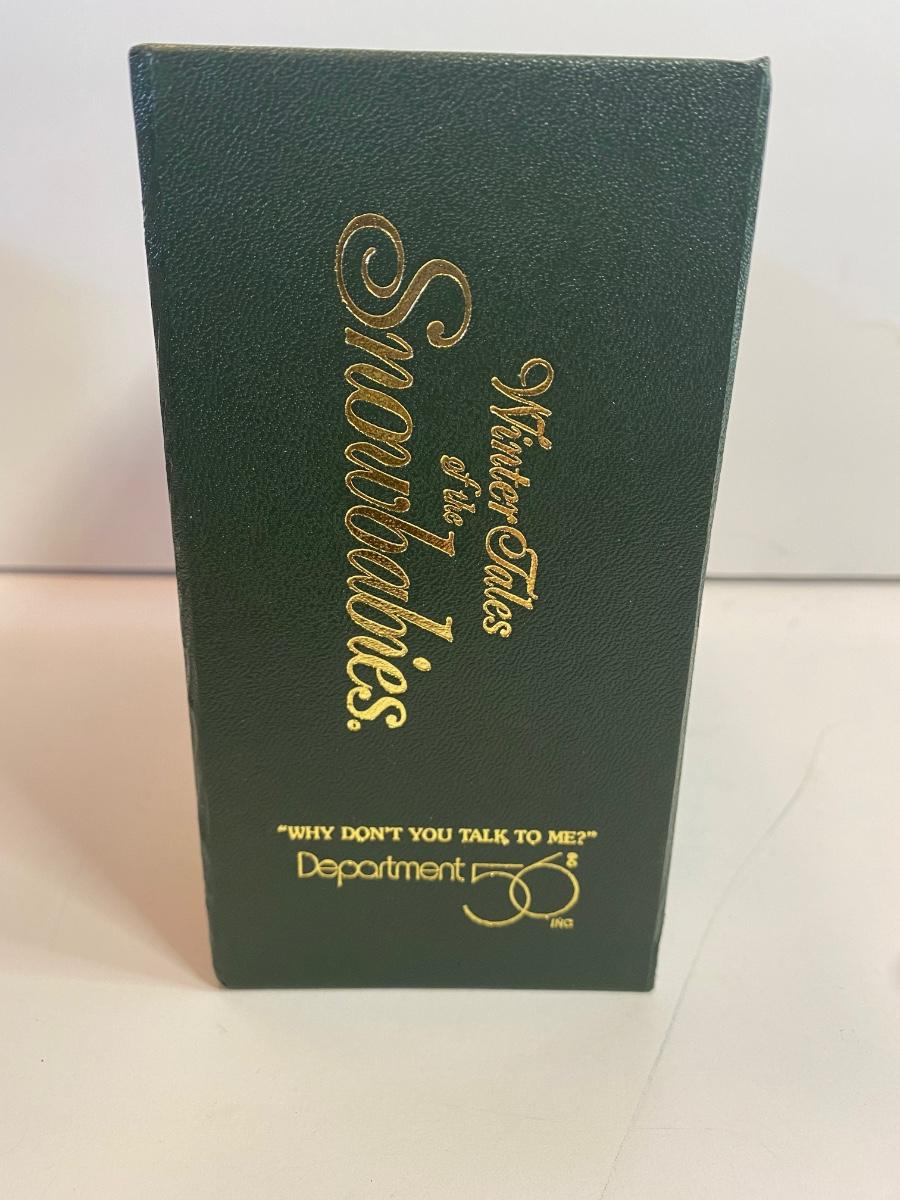 Winter Tales
of the
Snowbabies®
"WHY DON'T YOU TALK TO ME?"
Department 56®
INC